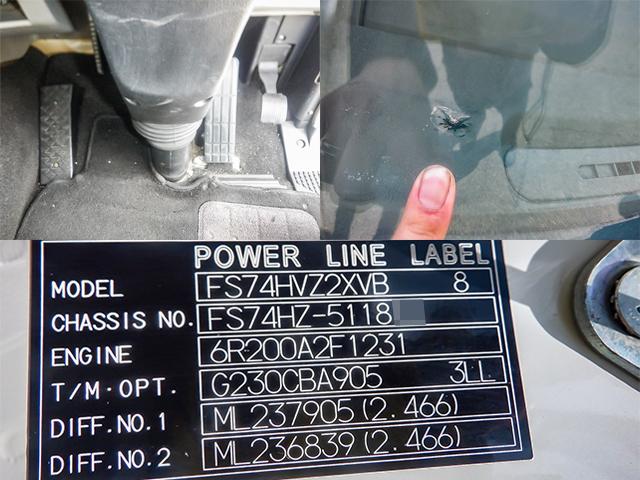 POWER LINE LABEL
MODEL FS74HVZ2XVB 8
CHASSIS NO. FS74HZ-5118
ENGINE 6R200A2F1231
T/M·OPT. G230CBA905 3LL
DIFF.NO.1 ML237905(2.466)
DIFF.NO.2 ML236839(2.466)